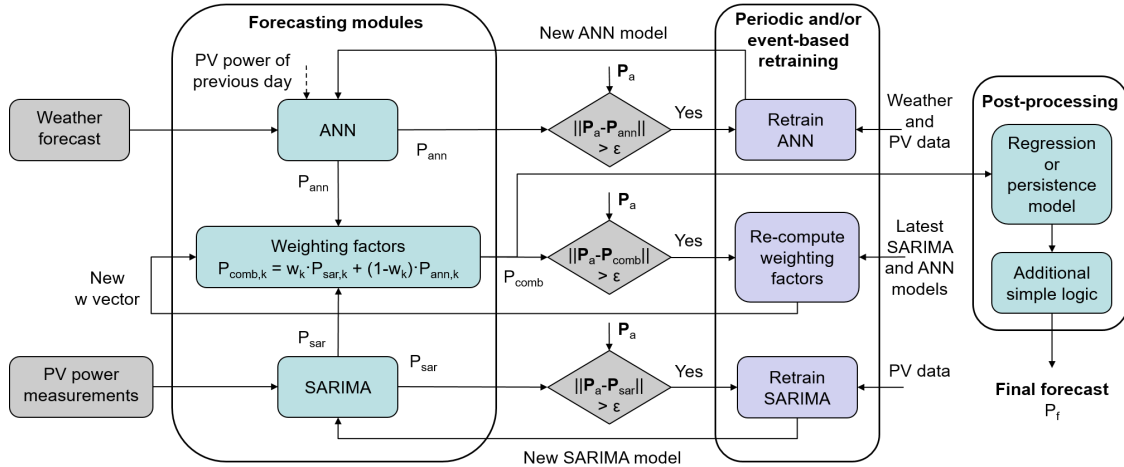 Forecasting modules
PV power of
previous day
Weather
forecast
ANN
P_ann
P_ann
Weighting factors
P_comb,k = w_k·P_sar,k + (1-w_k)·P_ann,k
P_comb
New
w vector
P_sar
P_sar
PV power
measurements
SARIMA
New ANN model
P_a
||P_a-P_ann||
> ε
Yes
P_a
||P_a-P_comb||
> ε
Yes
P_a
||P_a-P_sar||
> ε
Yes
New SARIMA model
Periodic and/or
event-based
retraining
Retrain
ANN
Weather
and
PV data
Re-compute
weighting
factors
Latest
SARIMA
and ANN
models
Retrain
SARIMA
PV data
Post-processing
Regression
or
persistence
model
Additional
simple logic
Final forecast
P_f